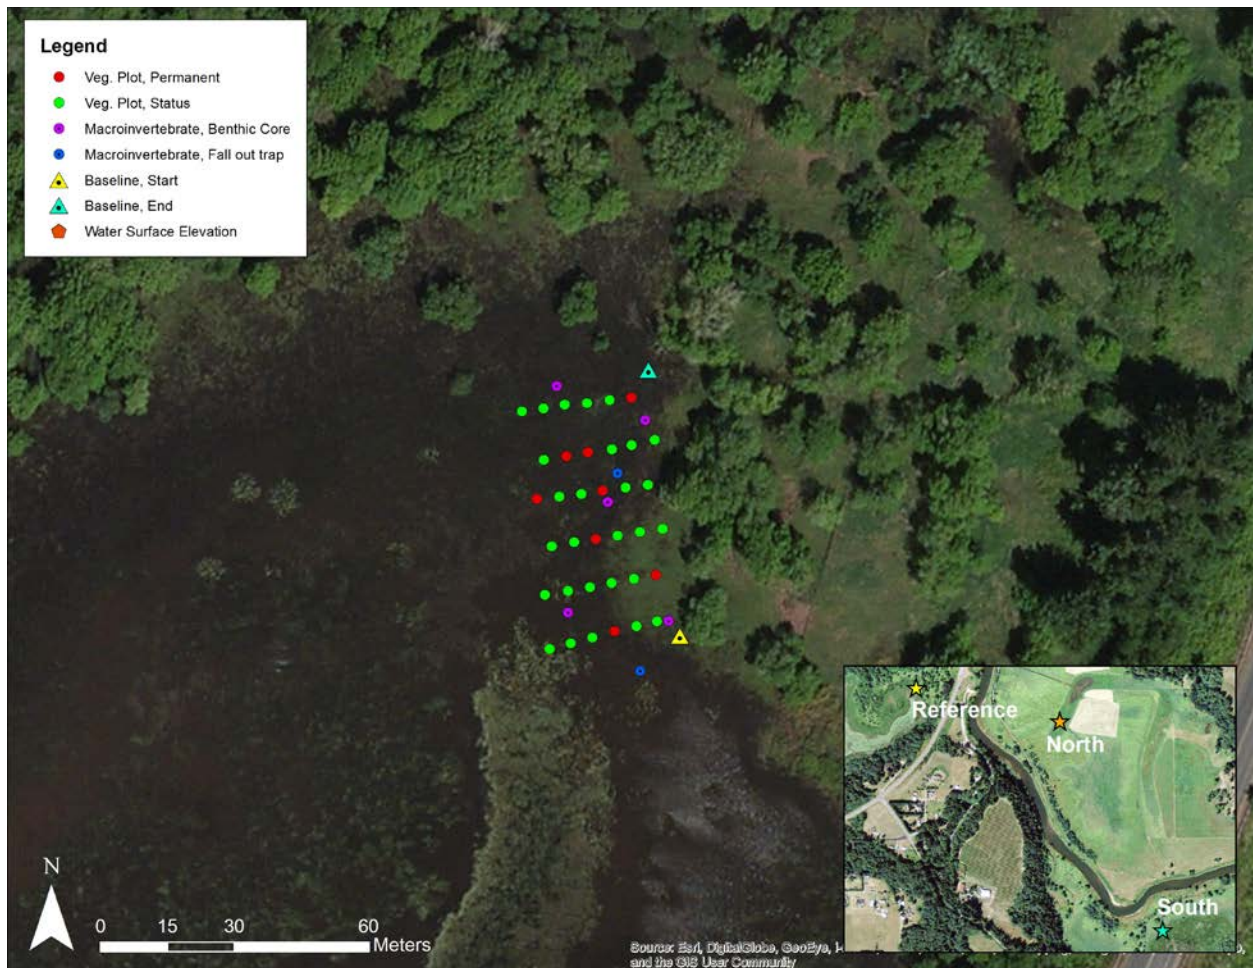 Legend
Veg. Plot, Permanent
Veg. Plot, Status
Macroinvertebrate, Benthic Core
Macroinvertebrate, Fall out trap
Baseline, Start
Baseline, End
Water Surface Elevation
Reference
North
South
N
0 15 30 60
Meters
Source: Esri, DigitalGlobe, GeoEye,
and the GIS User Community